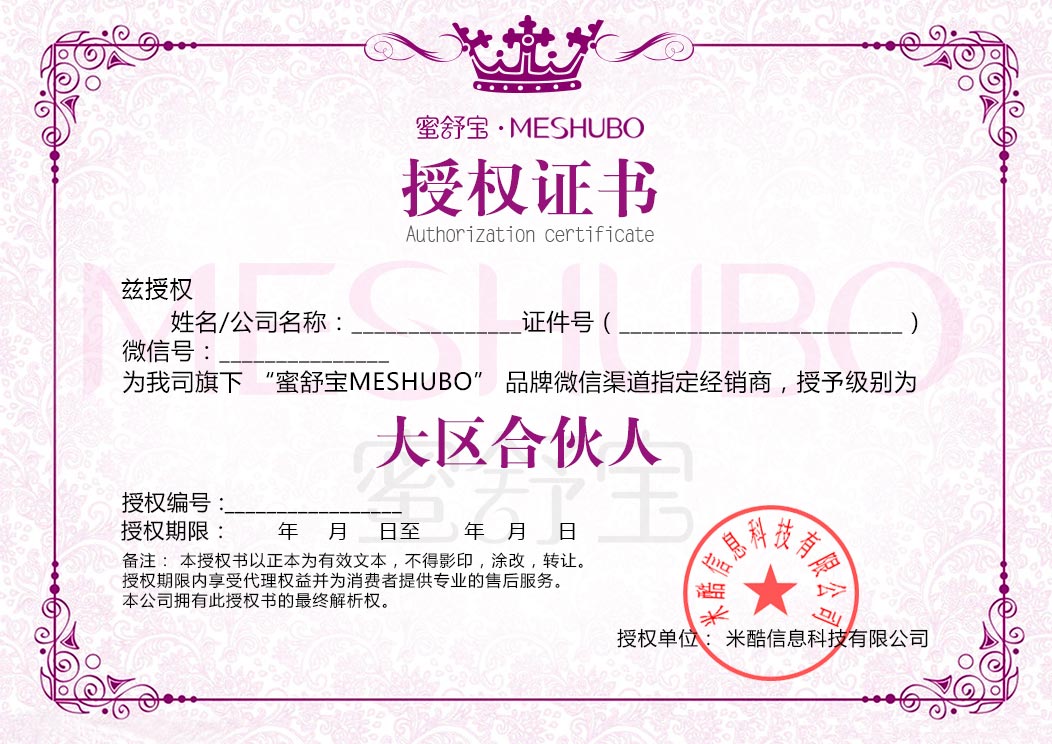 蜜舒宝·MESHUBO
授权证书
Authorization certificate
MESHUBO
兹授权
姓名/公司名称：_______________证件号（_________________________）
微信号：_______________
为我司旗下 “蜜舒宝MESHUBO” 品牌微信渠道指定经销商，授予级别为
大区合伙人
蜜舒宝
授权编号：________________
授权期限： 年 月 日至 年 月 日
备注： 本授权书以正本为有效文本，不得影印，涂改，转让。
授权期限内享受代理权益并为消费者提供专业的售后服务。
本公司拥有此授权书的最终解析权。
米酷信息科技有限公司
授权单位： 米酷信息科技有限公司